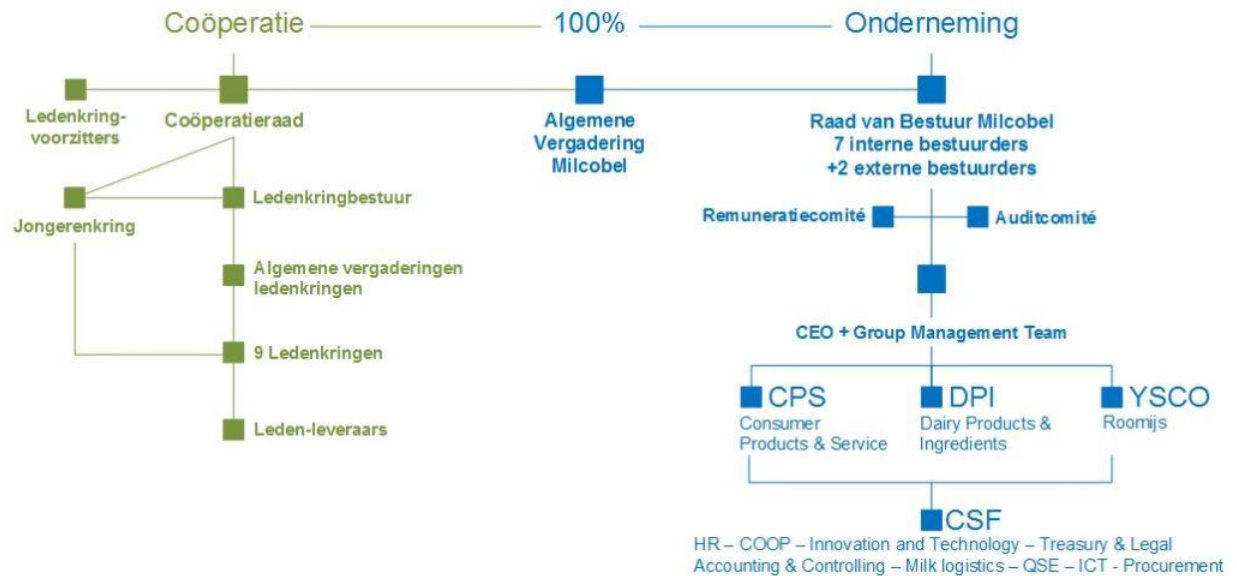 Coöperatie
100%
Onderneming
Ledenkring-
voorzitters
Coöperatieraad
Algemene
Vergadering
Milcobel
Raad van Bestuur Milcobel
7 interne bestuurders
+2 externe bestuurders
Jongerenkring
Ledenkringbestuur
Remuneratiecomité
Auditcomité
Algemene vergaderingen
ledenkringen
9 Ledenkringen
Leden-leveraars
CEO + Group Management Team
CPS
Consumer
Products & Service
DPI
Dairy Products &
Ingredients
YSCO
Roomijs
CSF
HR – COOP – Innovation and Technology – Treasury & Legal
Accounting & Controlling – Milk logistics – QSE – ICT - Procurement